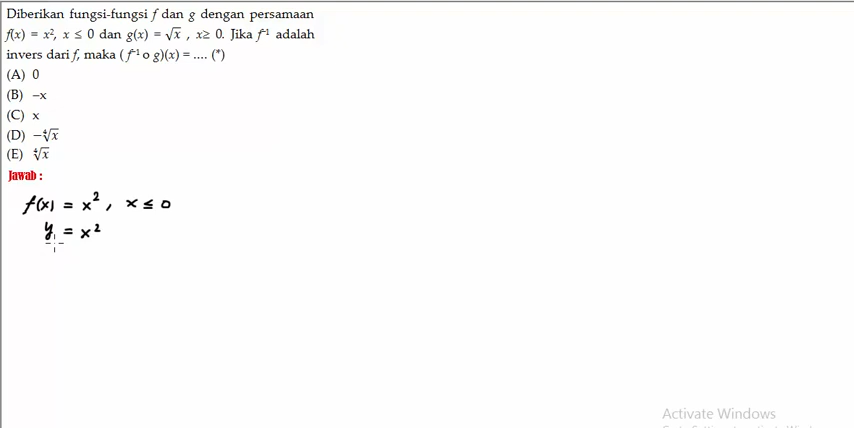 Diberikan fungsi-fungsi f dan g dengan persamaan
f(x) = x², x ≤ 0 dan g(x) = √x , x≥ 0. Jika f⁻¹ adalah
invers dari f, maka ( f⁻¹ o g)(x) = .... (*)
(A) 0
(B) –x
(C) x
(D) –∜x
(E) ∜x
Jawab :
f(x) = x², x ≤ 0
y = x²
Activate Windows